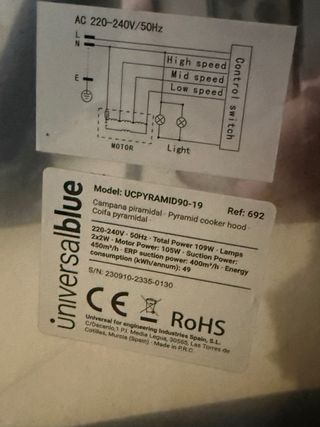 AC 220-240V/50Hz
L
N
High speed
Mid speed
Low speed
E
Control switch
MOTOR
Light
universalblue
Model: UCPYRAMID90-19
Ref: 692
Campana piramidal · Pyramid cooker hood ·
Coifa pyramidal ·
220-240V · 50Hz · Total Power 109W · Lamps
2x2W · Motor Power: 105W · Suction Power:
450m³/h · ERP suction power: 400m³/h · Energy
consumption (kWh/annum): 49
S/N: 230910-2335-0130
CE
RoHS
Universal for engineering Industries Spain, S.L.
C/Decenio,1 P.I. Media Legua, 30565, Las Torres de
Cotillas, Murcia (Spain) · Made in P.R.C